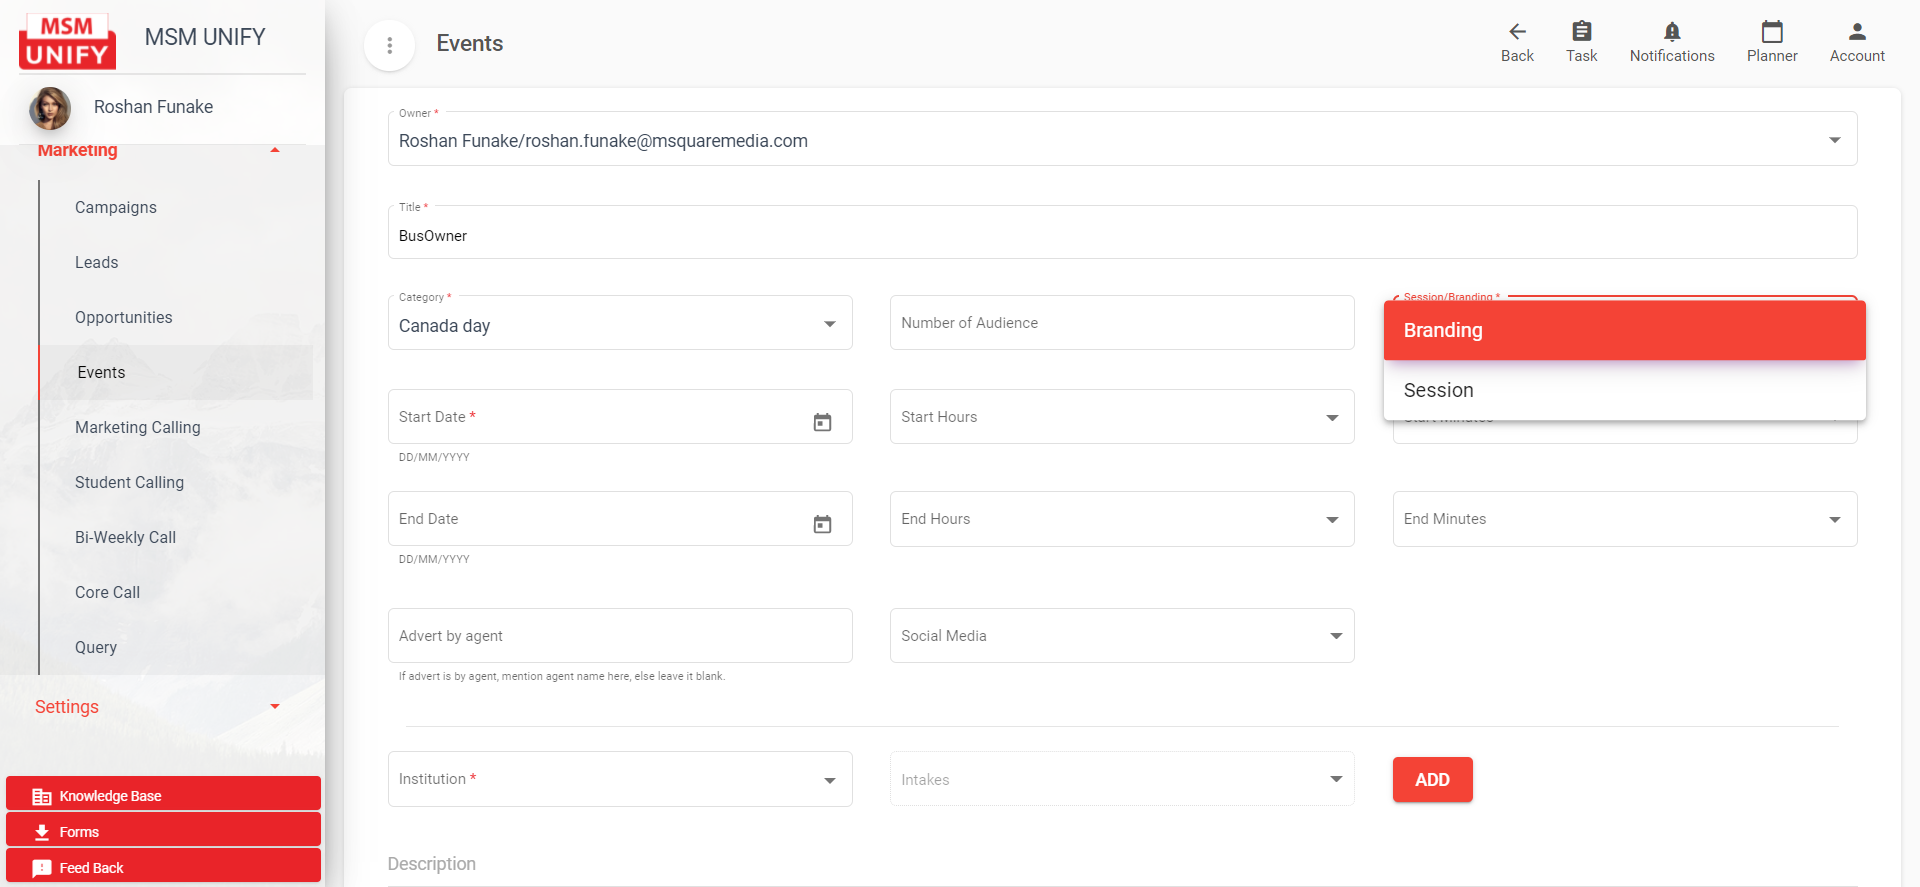 MSM
UNIFY
MSM UNIFY
Roshan Funake
Marketing
Campaigns
Leads
Opportunities
Events
Marketing Calling
Student Calling
Bi-Weekly Call
Core Call
Query
Settings
Knowledge Base
Forms
Feed Back
Events
Back
Task
Notifications
Planner
Account
Owner *
Roshan Funake/roshan.funake@msquaremedia.com
Title *
BusOwner
Category *
Canada day
Number of Audience
Session/Branding *
Branding
Session
Start Date *
DD/MM/YYYY
Start Hours
Start Minutes
End Date
DD/MM/YYYY
End Hours
End Minutes
Advert by agent
If advert is by agent, mention agent name here, else leave it blank.
Social Media
Institution *
Intakes
ADD
Description